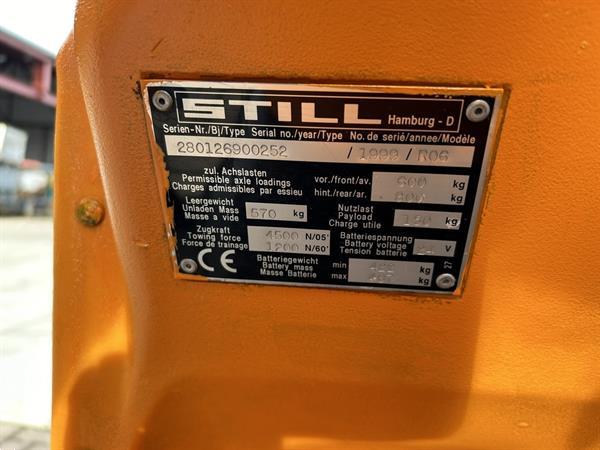 STILL Hamburg - D
Serien-Nr./Bj/Type Serial no./year/Type No. de serié/annee/Modèle
280126900252 / 1999 / R06
zul. Achslasten
Permissible axle loadings
Charges admissibles par essieu
vor./front/av. 600 kg
hint./rear/ar. kg
Leergewicht
Unladen Mass
Masse a vide
570 kg
Nutzlast
Payload
Charge utile
kg
Zugkraft
Towing force
Force de trainage
4500 N/05'
1200 N/60'
Batteriespannung
Battery voltage
Tension batterie
V
CE
Batteriegewicht
Battery mass
Masse Batterie
min kg
max kg
27